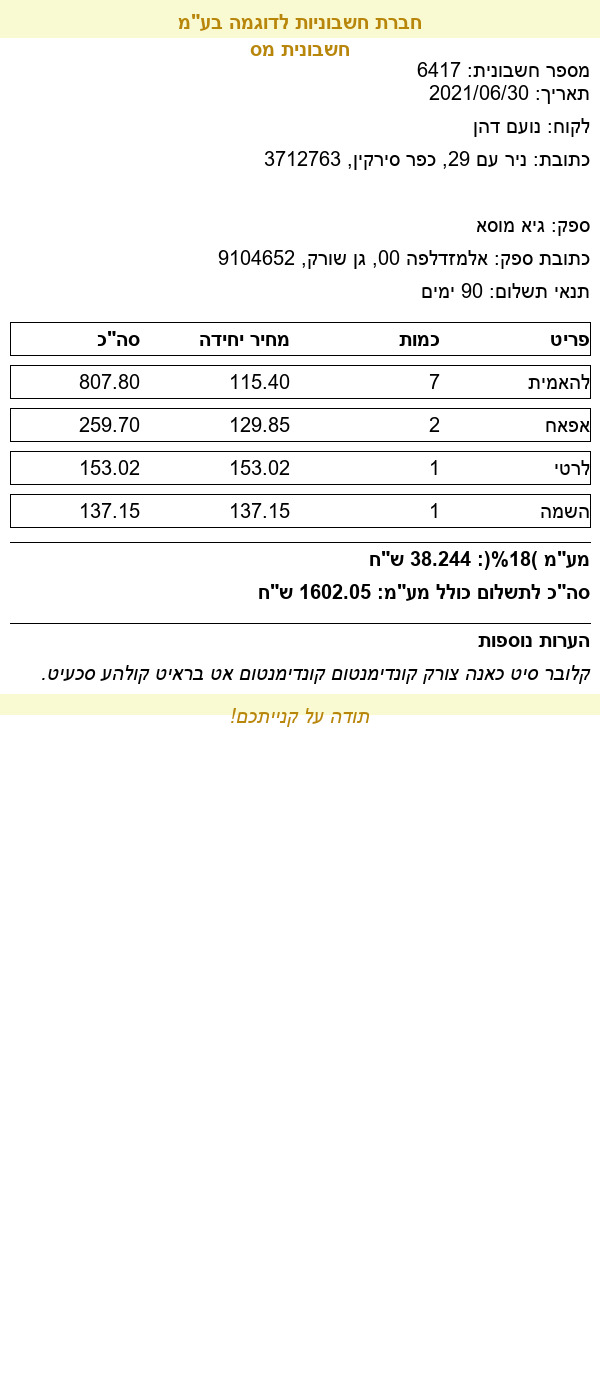 חברת חשבוניות לדוגמה בע"מ
חשבונית מס
מספר חשבונית: 6417
תאריך: 2021/06/30
לקוח: נועם דהן
כתובת: ניר עם 29, כפר סירקין, 3712763
ספק: גיא מוסא
כתובת ספק: אלמזדלפה 00, גן שורק, 9104652
תנאי תשלום: 90 ימים
פריט כמות מחיר יחידה סה"כ
להאמית 7 115.40 807.80
אפאח 2 129.85 259.70
לרטי 1 153.02 153.02
השמה 1 137.15 137.15
מע"מ )18%(: 38.244 ש"ח
סה"כ לתשלום כולל מע"מ: 1602.05 ש"ח
הערות נוספות
קלובר סיט כאנה צורק קונדימנטום קונדימנטום אט בראיט קולהע סכעיט.
תודה על קנייתכם!